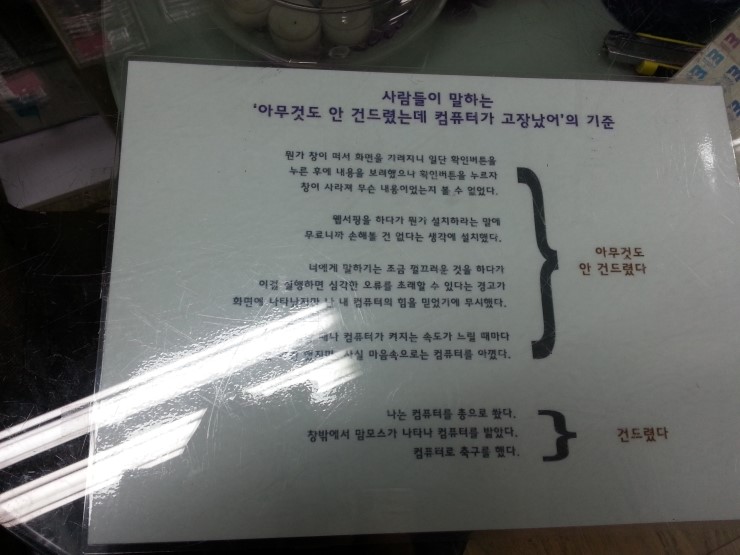 사람들이 말하는
'아무것도 안 건드렸는데 컴퓨터가 고장났어'의 기준
뭔가 창이 떠서 화면을 가려지니 일단 확인버튼을
누른 후에 내용을 보려했으나 확인버튼을 누르자
창이 사라져 무슨 내용이었는지 볼 수 없었다.
웹서핑을 하다가 뭔가 설치하라는 말에
무료니까 손해볼 건 없다는 생각에 설치했다.
아무것도
안 건드렸다
너에게 말하기는 조금 껄끄러운 것을 하다가
이걸 실행하면 심각한 오류를 초래할 수 있다는 경고가
화면에 나타났지만 난 내 컴퓨터의 힘을 믿었기에 무시했다.
컴퓨터가 켜지는 속도가 느릴 때마다
사실 마음속으로는 컴퓨터를 아꼈다.
나는 컴퓨터를 총으로 쐈다.
창밖에서 맘모스가 나타나 컴퓨터를 밟았다.
컴퓨터로 축구를 했다.
건드렸다